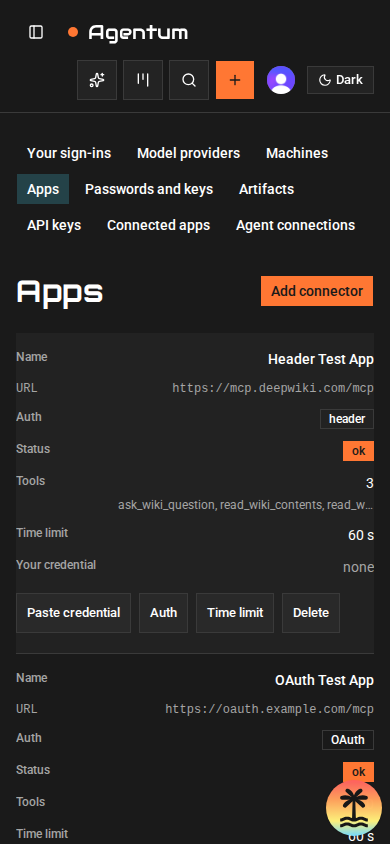 Agentum
Dark
Your sign-ins Model providers Machines
Apps Passwords and keys Artifacts
API keys Connected apps Agent connections
Apps Add connector
Name Header Test App
URL https://mcp.deepwiki.com/mcp
Auth header
Status ok
Tools 3
ask_wiki_question, read_wiki_contents, read_w...
Time limit 60 s
Your credential none
Paste credential Auth Time limit Delete
Name OAuth Test App
URL https://oauth.example.com/mcp
Auth OAuth
Status ok
Tools
Time limit 60 s